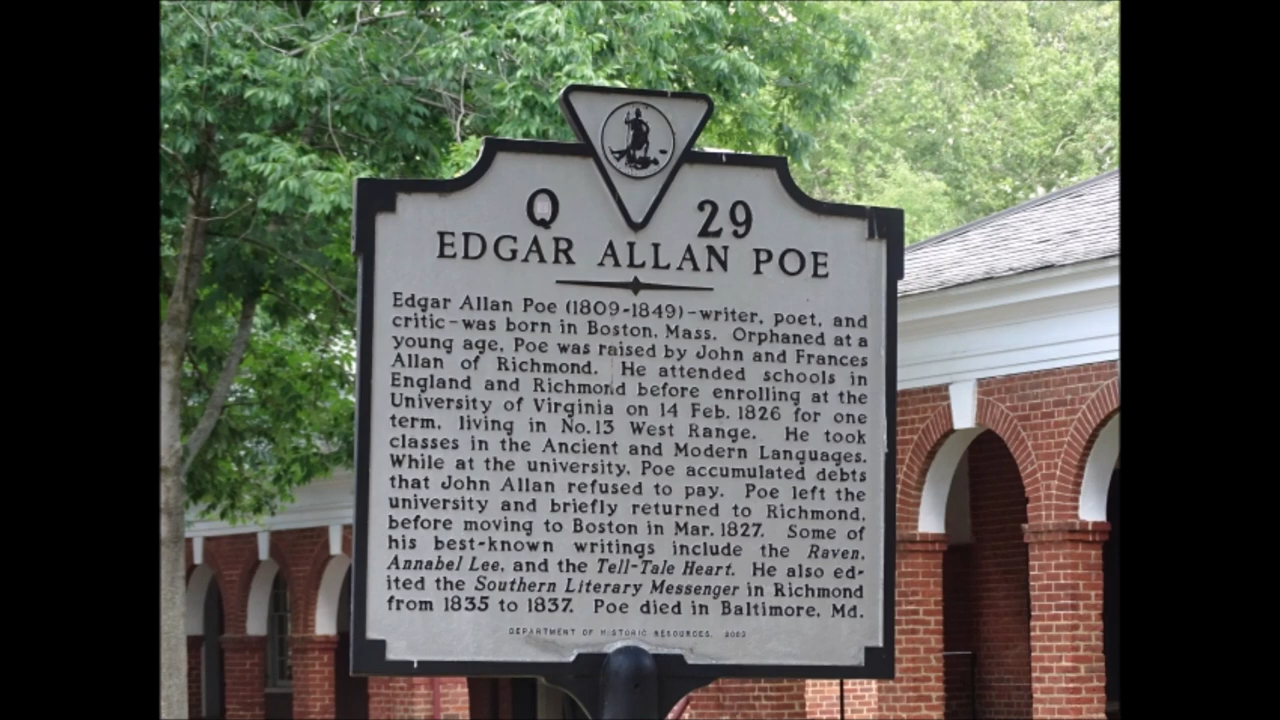 Q 29
EDGAR ALLAN POE
Edgar Allan Poe (1809-1849)-writer, poet, and
critic-was born in Boston, Mass. Orphaned at a
young age, Poe was raised by John and Frances
Allan of Richmond. He attended schools in
England and Richmond before enrolling at the
University of Virginia on 14 Feb. 1826 for one
term, living in No. 13 West Range. He took
classes in the Ancient and Modern Languages.
While at the university, Poe accumulated debts
that John Allan refused to pay. Poe left the
university and briefly returned to Richmond,
before moving to Boston in Mar. 1827. Some of
his best-known writings include the Raven,
Annabel Lee, and the Tell-Tale Heart. He also ed-
ited the Southern Literary Messenger in Richmond
from 1835 to 1837. Poe died in Baltimore, Md.
DEPARTMENT OF HISTORIC RESOURCES, 2003